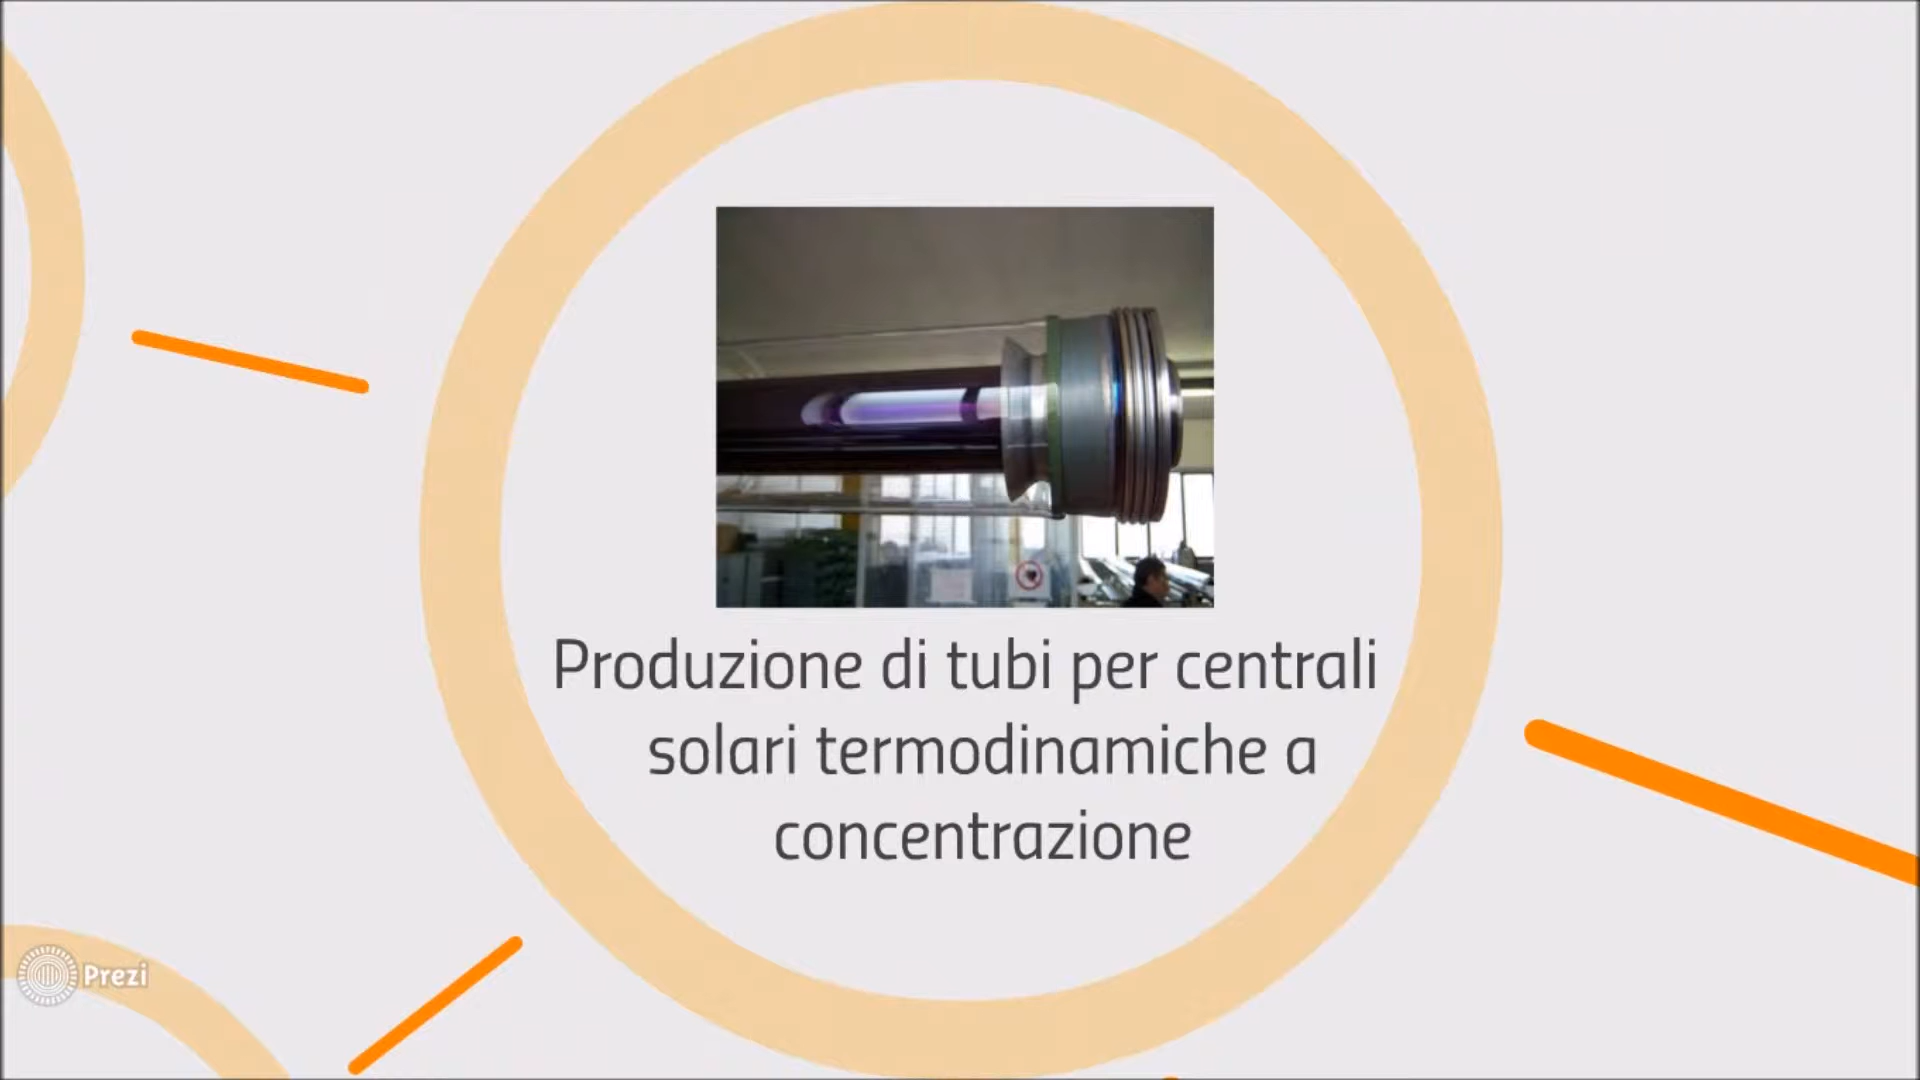 Produzione di tubi per centrali
solari termodinamiche a
concentrazione
Prezi